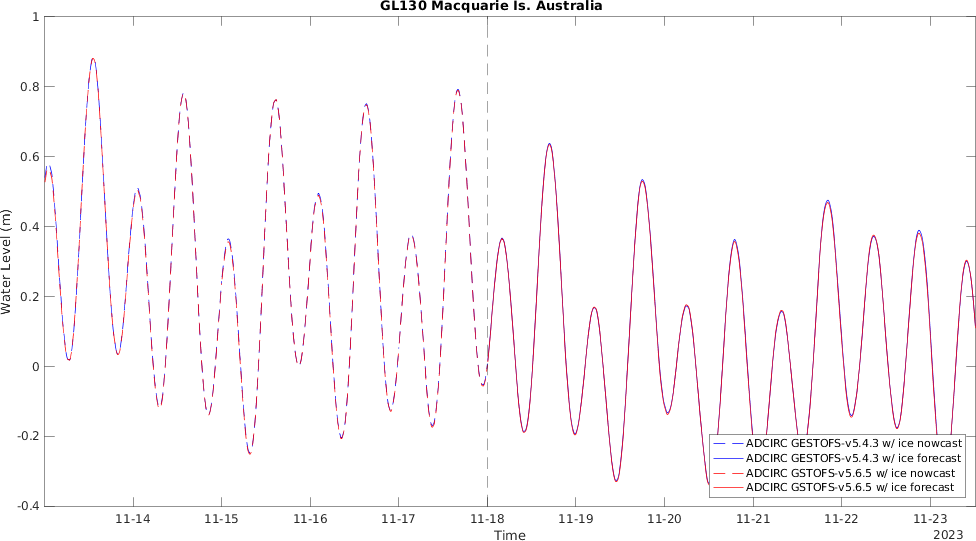 GL130 Macquarie Is. Australia
1
0.8
0.6
0.4
0.2
0
-0.2
-0.4
Water Level (m)
ADCIRC GESTOFS-v5.4.3 w/ ice nowcast
ADCIRC GESTOFS-v5.4.3 w/ ice forecast
ADCIRC GSTOFS-v5.6.5 w/ ice nowcast
ADCIRC GSTOFS-v5.6.5 w/ ice forecast
11-14 11-15 11-16 11-17 11-18 11-19 11-20 11-21 11-22 11-23
Time
2023